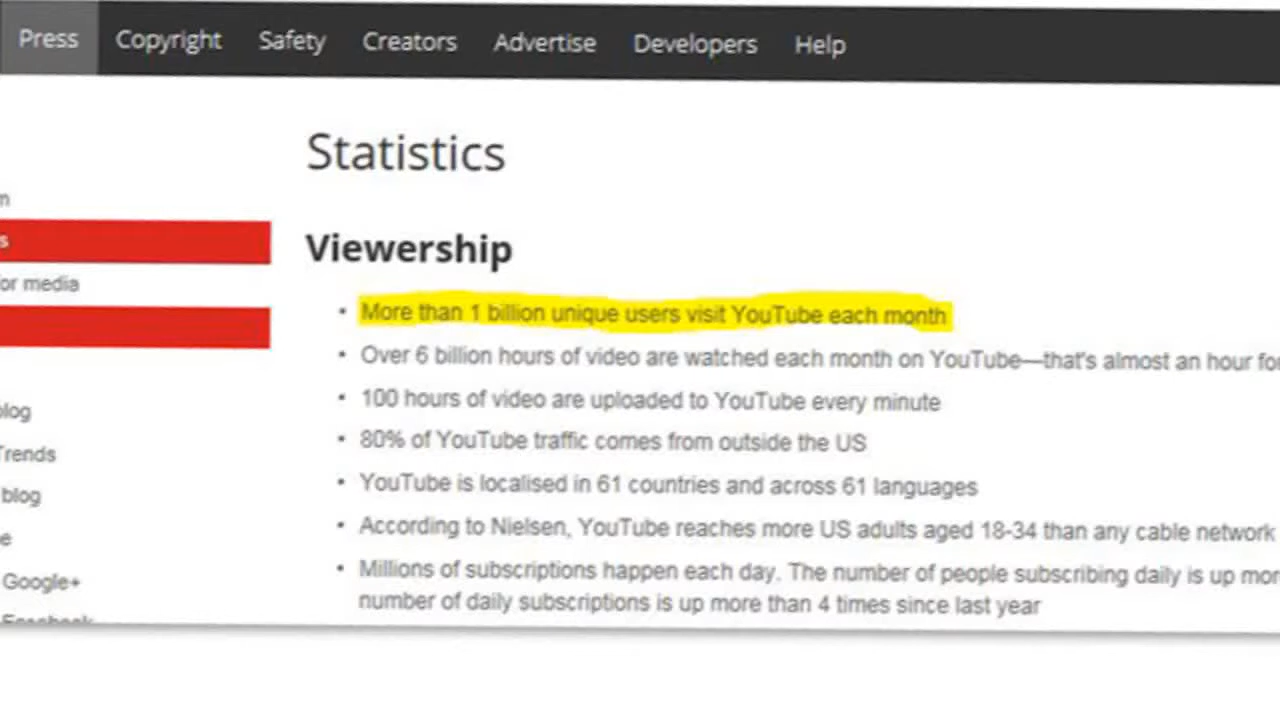 Press Copyright Safety Creators Advertise Developers Help
Statistics
Viewership
for media
blog
Trends
blog
Google+
Facebook
• More than 1 billion unique users visit YouTube each month
• Over 6 billion hours of video are watched each month on YouTube—that's almost an hour for
• 100 hours of video are uploaded to YouTube every minute
• 80% of YouTube traffic comes from outside the US
• YouTube is localised in 61 countries and across 61 languages
• According to Nielsen, YouTube reaches more US adults aged 18-34 than any cable network
• Millions of subscriptions happen each day. The number of people subscribing daily is up more
number of daily subscriptions is up more than 4 times since last year